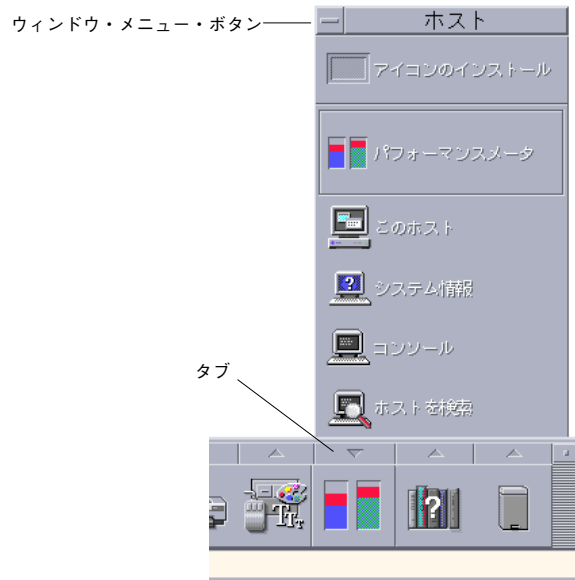 ウィンドウ・メニュー・ボタン
ホスト
アイコンのインストール
パフォーマンスメータ
このホスト
システム情報
コンソール
タブ
ホストを検索